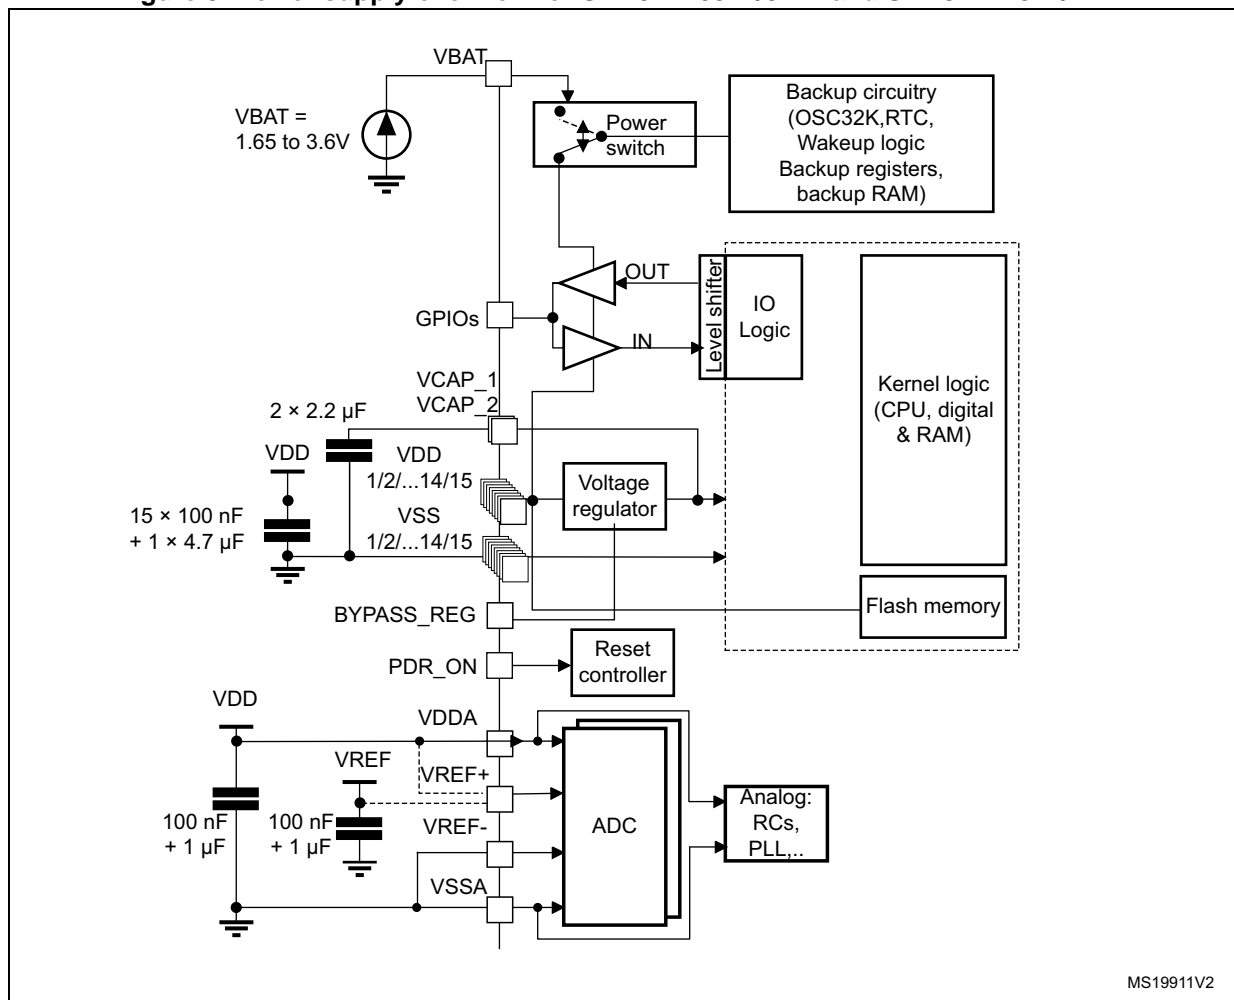 VBAT
VBAT =
1.65 to 3.6V
Power
switch
Backup circuitry
(OSC32K,RTC,
Wakeup logic
Backup registers,
backup RAM)
OUT
Level shifter
IO
Logic
GPIOs
IN
Kernel logic
(CPU, digital
& RAM)
VCAP_1
VCAP_2
2 × 2.2 μF
VDD
VDD
1/2/...14/15
Voltage
regulator
15 × 100 nF
+ 1 × 4.7 μF
VSS
1/2/...14/15
Flash memory
BYPASS_REG
PDR_ON
Reset
controller
VDD
VDDA
VREF
VREF+
100 nF
+ 1 μF
100 nF
+ 1 μF
VREF-
ADC
Analog:
RCs,
PLL,..
VSSA
MS19911V2